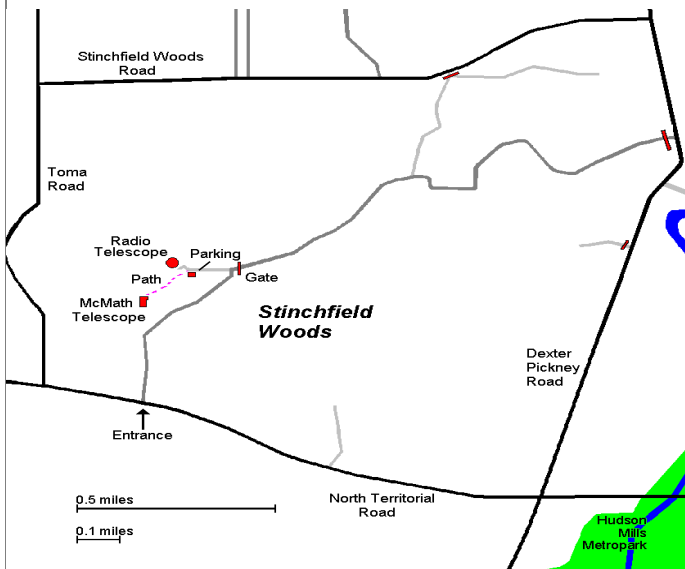 Stinchfield Woods
Road
Toma
Road
Radio
Telescope
Parking
Path
Gate
McMath
Telescope
Stinchfield
Woods
Dexter
Pickney
Road
Entrance
0.5 miles
North Territorial
Road
0.1 miles
Hudson
Mills
Metropark